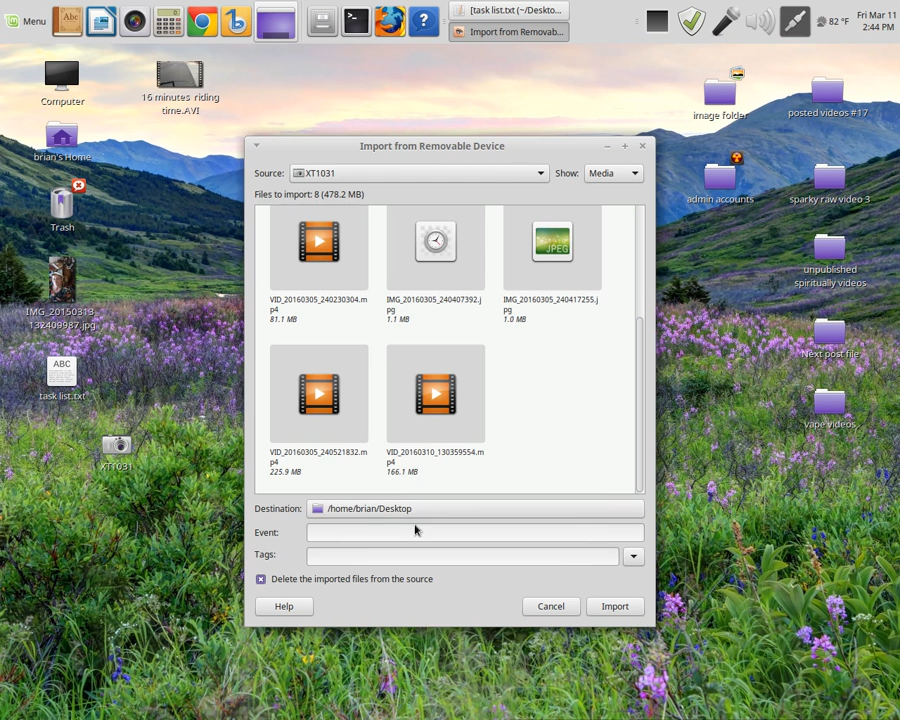 Menu
Abc
[task list.txt (~/Deskto...
Import from Removab...
82 °F
Fri Mar 11
2:44 PM
Computer
16 minutes riding
time.AVI
image folder
posted videos #17
brian's Home
admin accounts
sparky raw video 3
Trash
unpublished
spiritually videos
IMG_20150313_
132409987.jpg
Next post file
ABC
task list.txt
vape videos
XT1031
Import from Removable Device
Source:
XT1031
Show:
Media
Files to import: 8 (478.2 MB)
JPEG
VID_20160305_240230304.m
p4
81.1 MB
IMG_20160305_240407392.j
pg
1.1 MB
IMG_20160305_240417255.j
pg
1.0 MB
VID_20160305_240521832.m
p4
225.9 MB
VID_20160310_130359554.m
p4
166.1 MB
Destination:
/home/brian/Desktop
Event:
Tags:
Delete the imported files from the source
Help
Cancel
Import